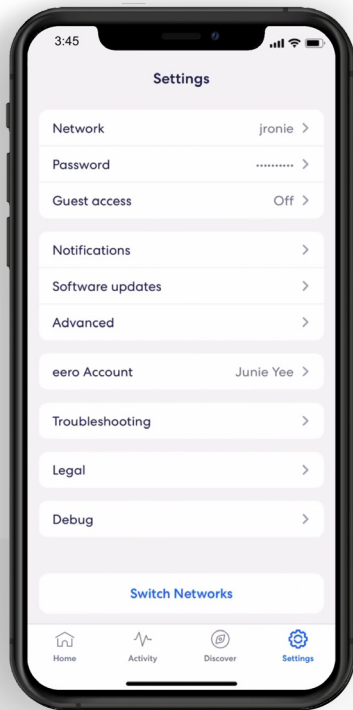 3:45
Settings
Network jronie >
Password ·········· >
Guest access Off >
Notifications >
Software updates >
Advanced >
eero Account Junie Yee >
Troubleshooting >
Legal >
Debug >
Switch Networks
Home Activity Discover Settings